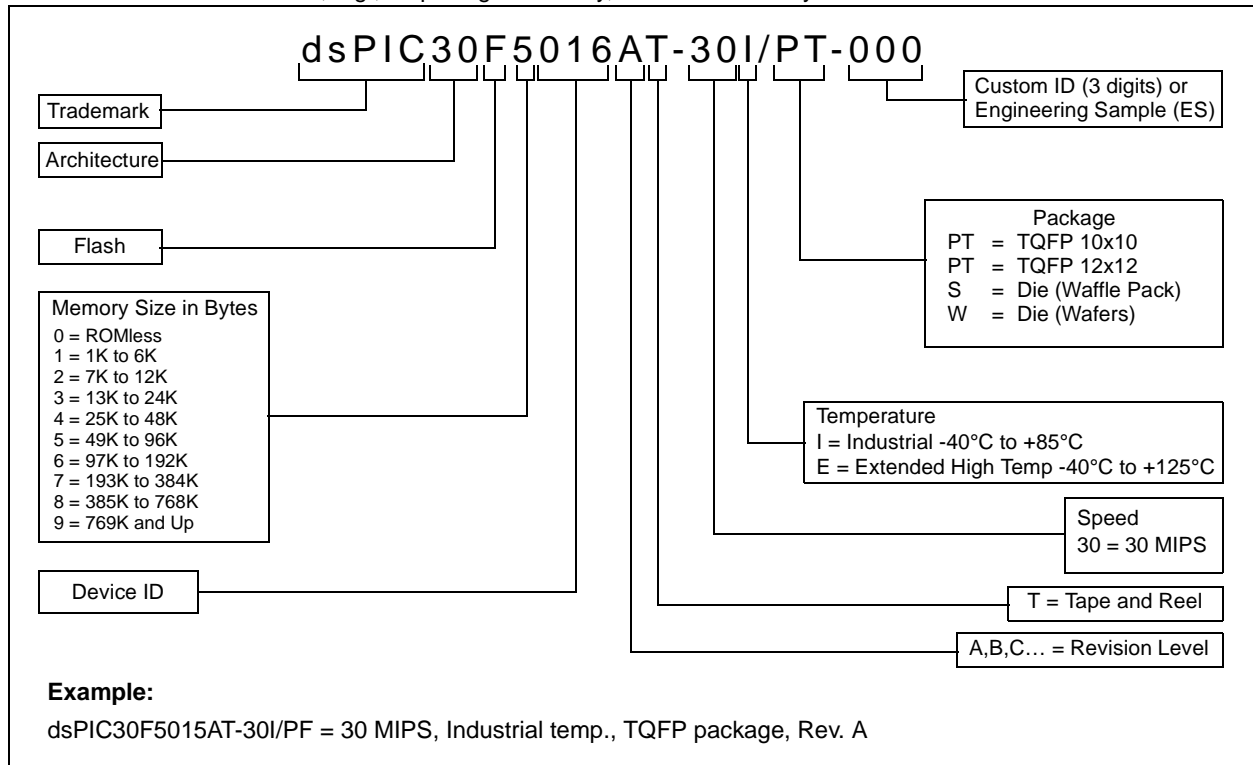 dsPIC30F5016AT-30I/PT-000
Custom ID (3 digits) or
Engineering Sample (ES)
Trademark
Architecture
Flash
Package
PT = TQFP 10x10
PT = TQFP 12x12
S = Die (Waffle Pack)
W = Die (Wafers)
Memory Size in Bytes
0 = ROMless
1 = 1K to 6K
2 = 7K to 12K
3 = 13K to 24K
4 = 25K to 48K
5 = 49K to 96K
6 = 97K to 192K
7 = 193K to 384K
8 = 385K to 768K
9 = 769K and Up
Temperature
I = Industrial -40°C to +85°C
E = Extended High Temp -40°C to +125°C
Speed
30 = 30 MIPS
Device ID
T = Tape and Reel
A,B,C… = Revision Level
Example:
dsPIC30F5015AT-30I/PF = 30 MIPS, Industrial temp., TQFP package, Rev. A